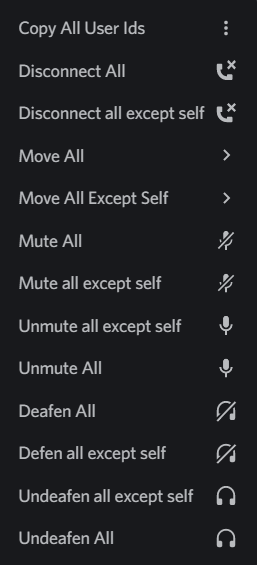 Copy All User Ids
Disconnect All
Disconnect all except self
Move All
Move All Except Self
Mute All
Mute all except self
Unmute all except self
Unmute All
Deafen All
Defen all except self
Undeafen all except self
Undeafen All